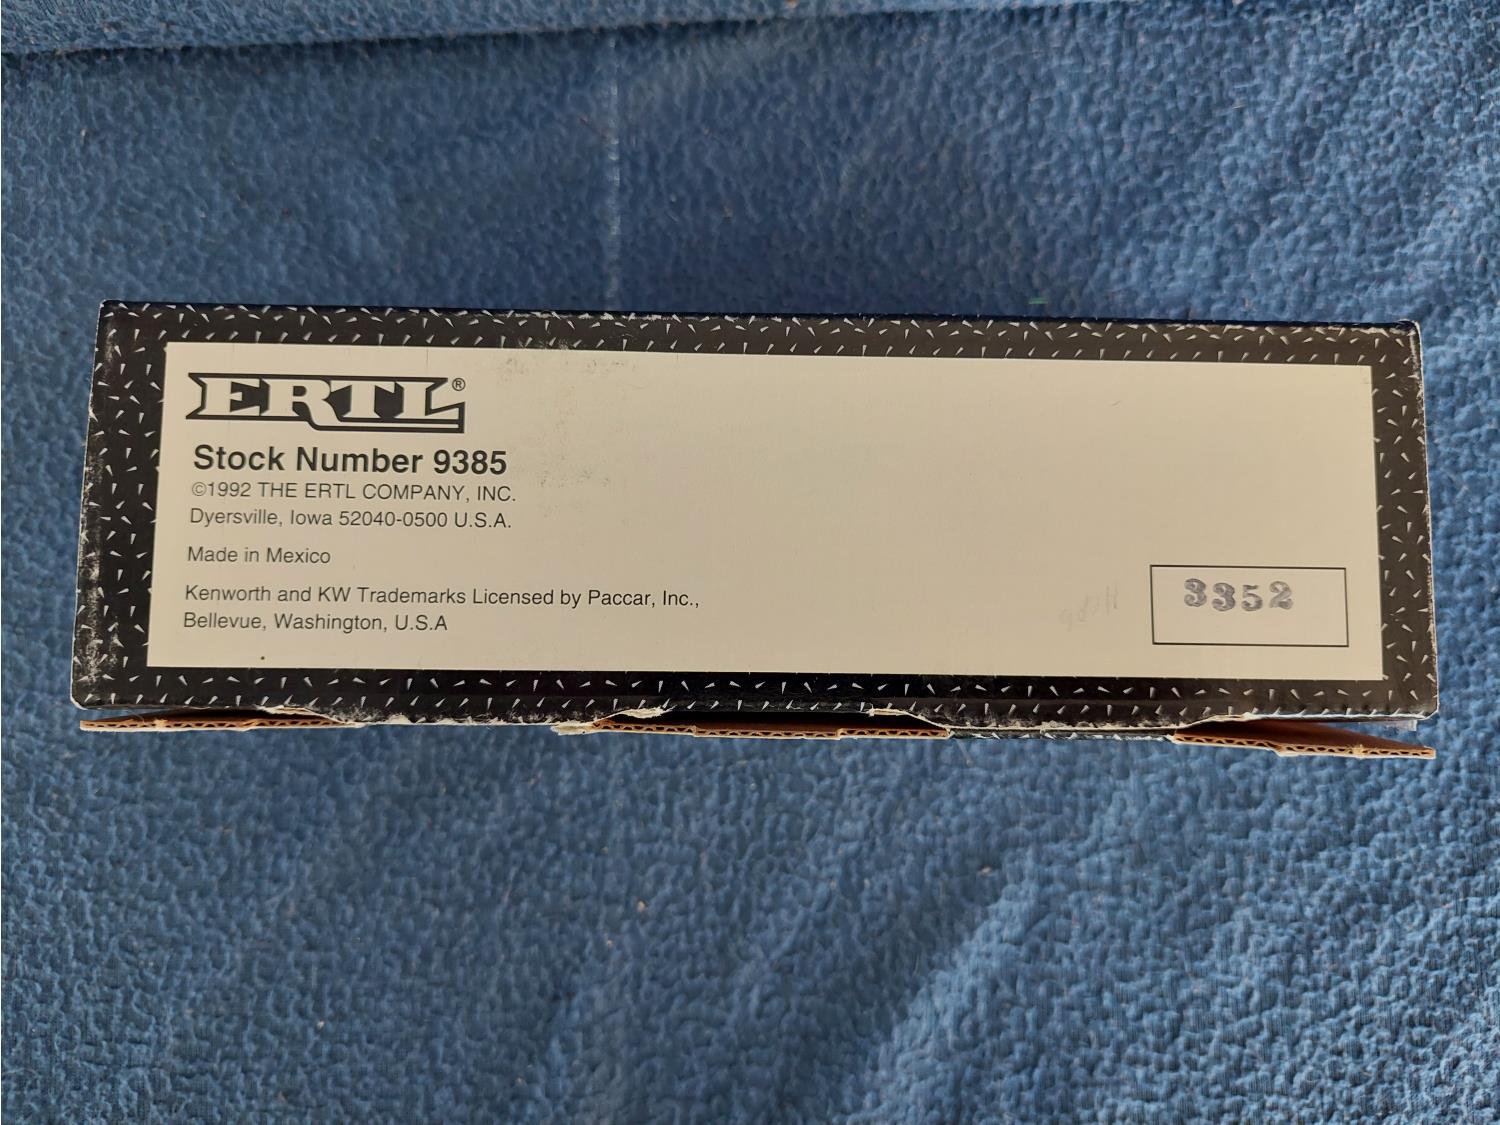 ERTL®
Stock Number 9385
©1992 THE ERTL COMPANY, INC.
Dyersville, Iowa 52040-0500 U.S.A.
Made in Mexico
Kenworth and KW Trademarks Licensed by Paccar, Inc.,
Bellevue, Washington, U.S.A
3352